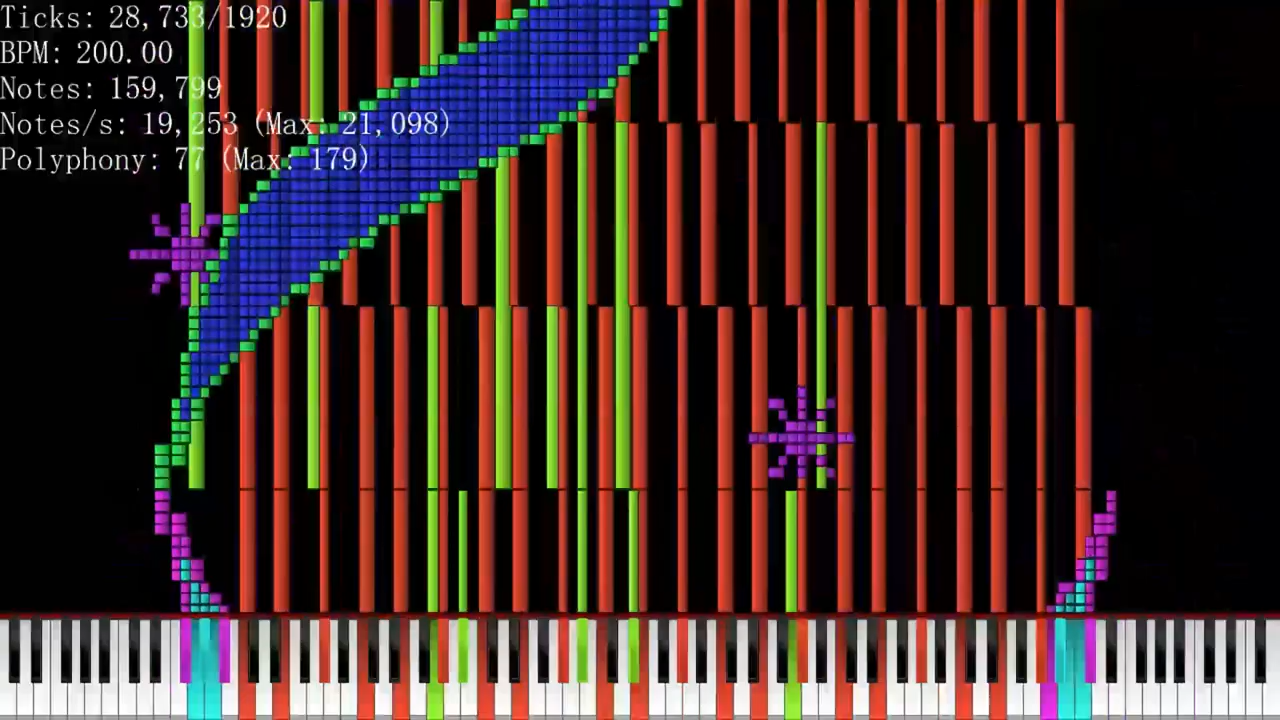 Ticks: 28,733/1920
BPM: 200.00
Notes: 159,799
Notes/s: 19,253 (Max: 21,098)
Polyphony: 77 (Max: 179)